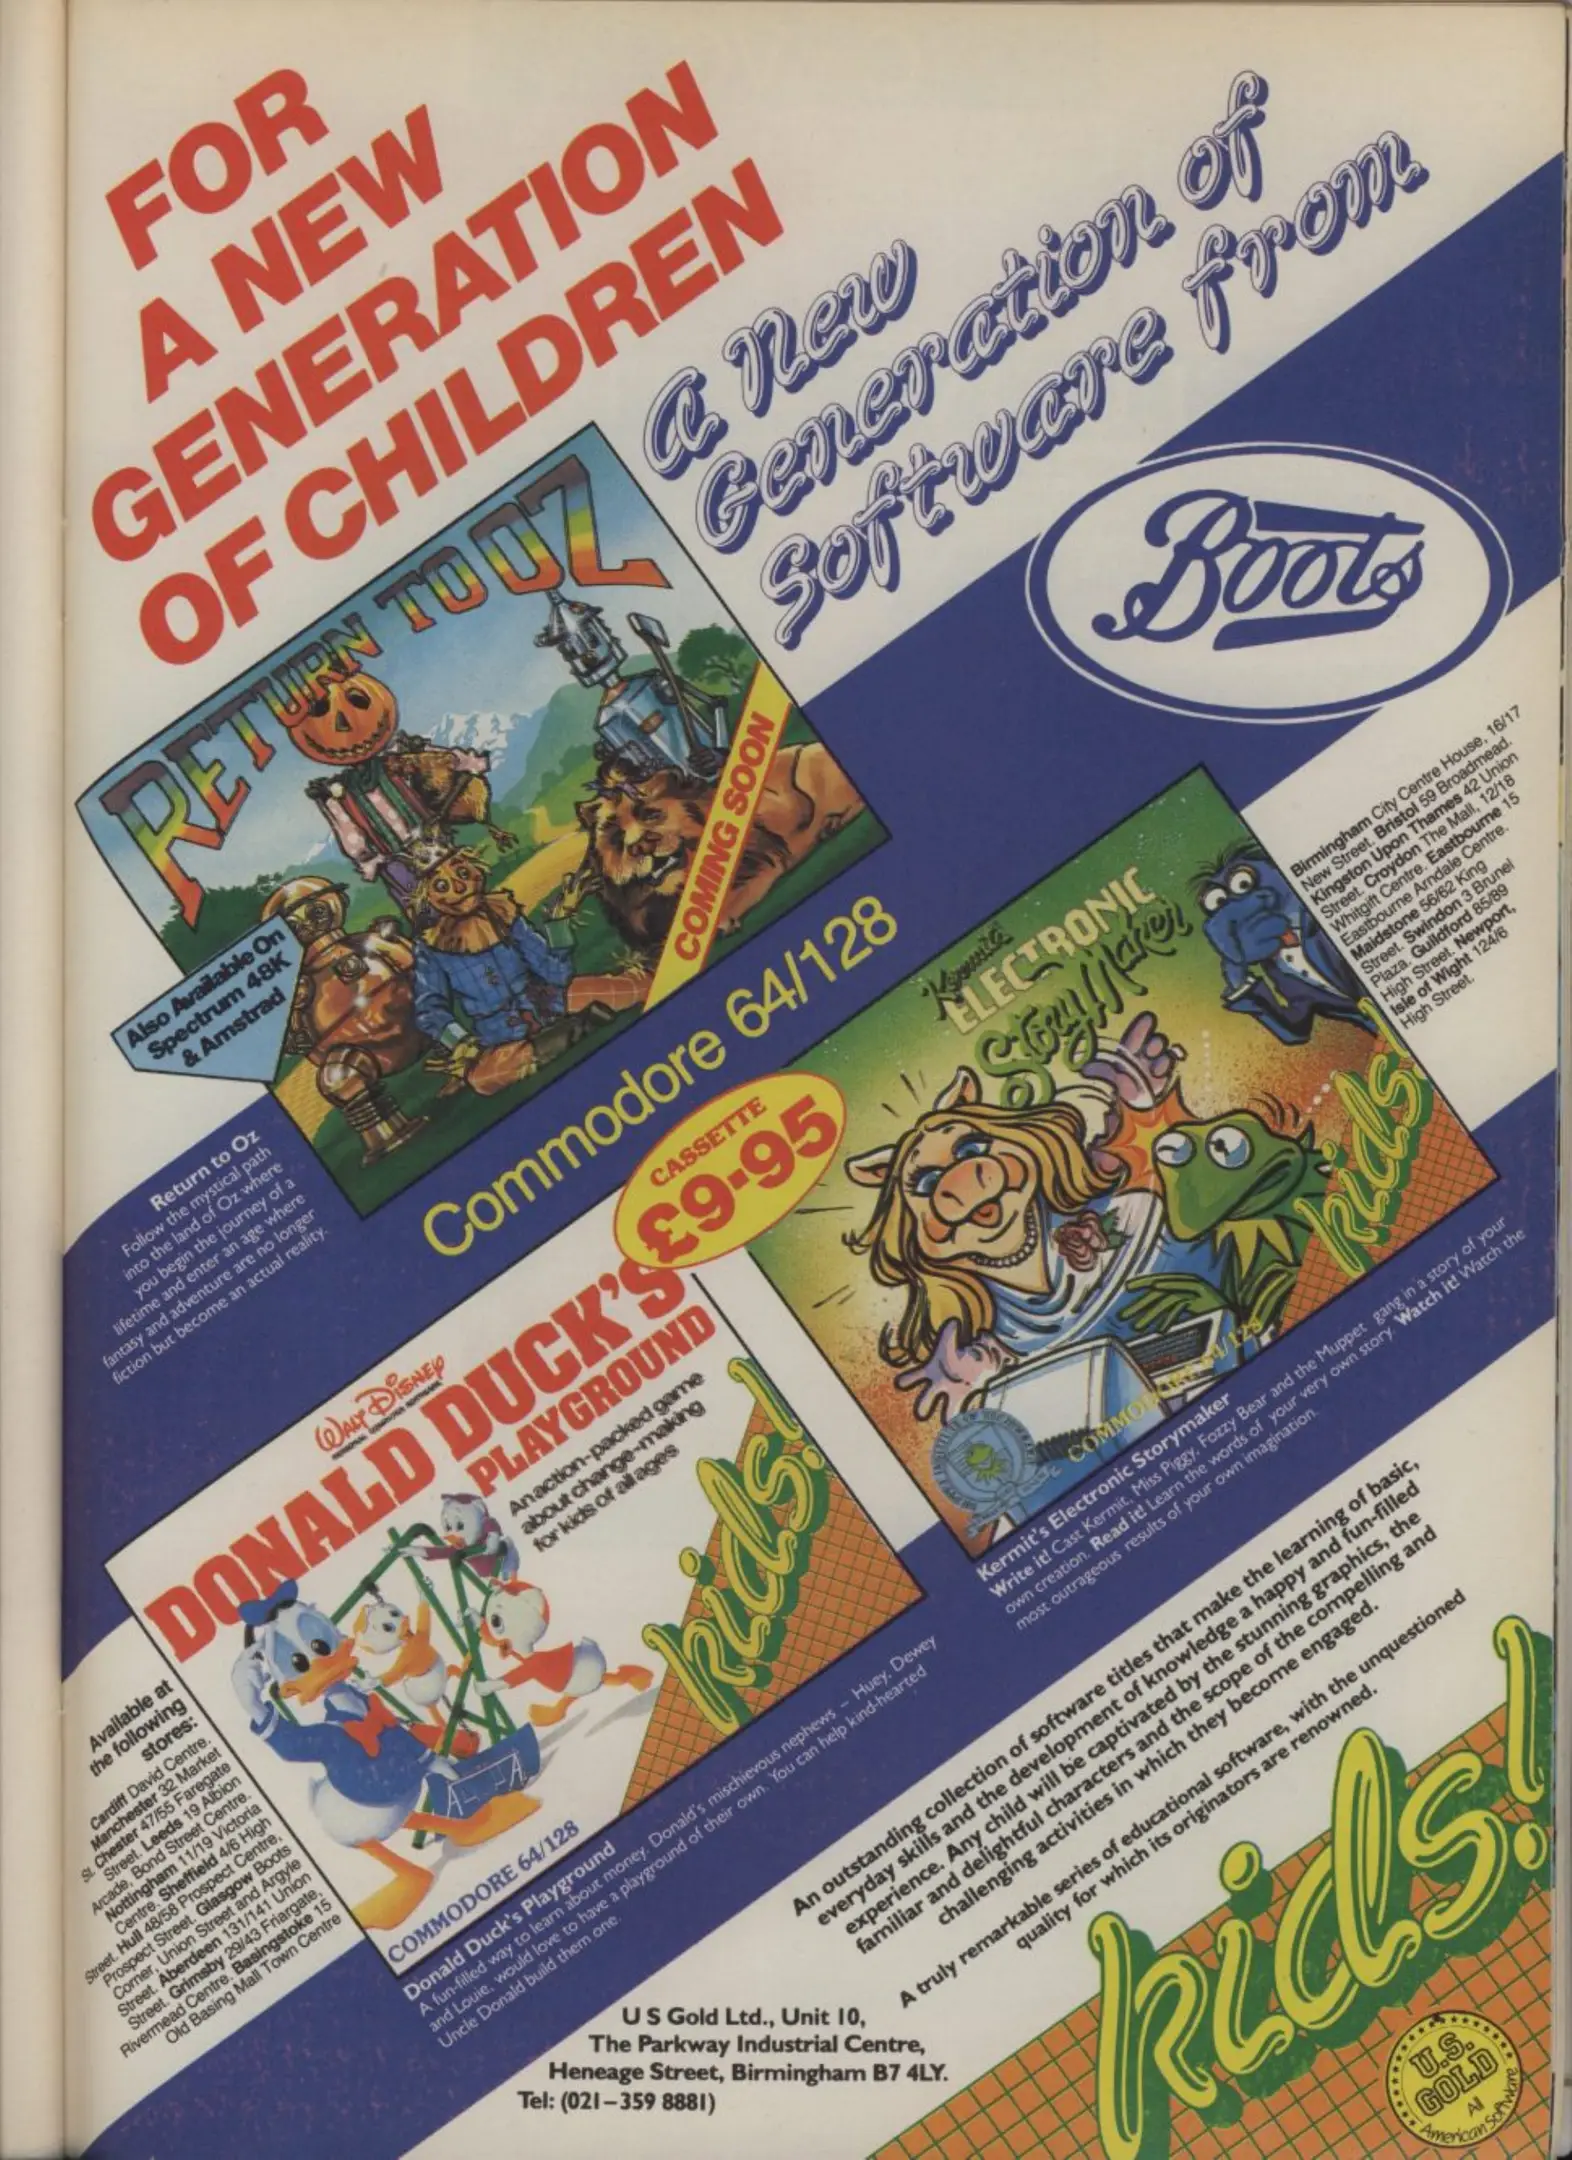 FOR
A NEW
GENERATION
OF CHILDREN
a New
Generation of
Software from
Boots
RETURN TO OZ
COMING SOON
Also Available On
Spectrum 48K
& Amstrad
Commodore 64/128
CASSETTE
£9·95
Return to Oz
Follow the mystical path
into the land of Oz where
you begin the journey of a
lifetime and enter an age where
fantasy and adventure are no longer
fiction but become an actual reality.
Birmingham City Centre House, 16/17
New Street. Bristol 59 Broadmead.
Kingston Upon Thames 42 Union
Street. Croydon The Mall, 12/18
Whitgift Centre. Eastbourne 15
Eastbourne Arndale Centre.
Maidstone 56/62 King
Street. Swindon 3 Brunel
Plaza. Guildford 85/89
High Street. Newport,
Isle of Wight 124/6
High Street.
Kermit's
ELECTRONIC
Story Maker
kids!
COMMODORE 64/128
Kermit's Electronic Storymaker
Write it! Cast Kermit, Miss Piggy, Fozzy Bear and the Muppet gang in a story of your
own creation. Read it! Learn the words of your very own story. Watch it! Watch the
most outrageous results of your own imagination.
WALT DISNEY
PERSONAL COMPUTER SOFTWARE
DONALD DUCK'S
PLAYGROUND
An action-packed game
about change-making
for kids of all ages
kids!
COMMODORE 64/128
Donald Duck's Playground
A fun-filled way to learn about money. Donald's mischievous nephews – Huey, Dewey
and Louie, would love to have a playground of their own. You can help kind-hearted
Uncle Donald build them one.
Available at
the following
stores:
Cardiff David Centre.
Manchester 32 Market
St. Chester 47/55 Faregate
Street. Leeds 19 Albion
Arcade, Bond Street Centre.
Nottingham 11/19 Victoria
Centre. Sheffield 4/6 High
Street. Hull 48/58 Prospect Centre,
Prospect Street. Glasgow Boots
Corner, Union Street and Argyle
Street. Aberdeen 131/141 Union
Street. Grimsby 29/43 Friargate,
Rivermead Centre. Basingstoke 15
Old Basing Mall Town Centre
An outstanding collection of software titles that make the learning of basic,
everyday skills and the development of knowledge a happy and fun-filled
experience. Any child will be captivated by the stunning graphics, the
familiar and delightful characters and the scope of the compelling and
challenging activities in which they become engaged.
A truly remarkable series of educational software, with the unquestioned
quality for which its originators are renowned.
U S Gold Ltd., Unit 10,
The Parkway Industrial Centre,
Heneage Street, Birmingham B7 4LY.
Tel: (021–359 8881)
kids!
U.S.
GOLD
All
American Software